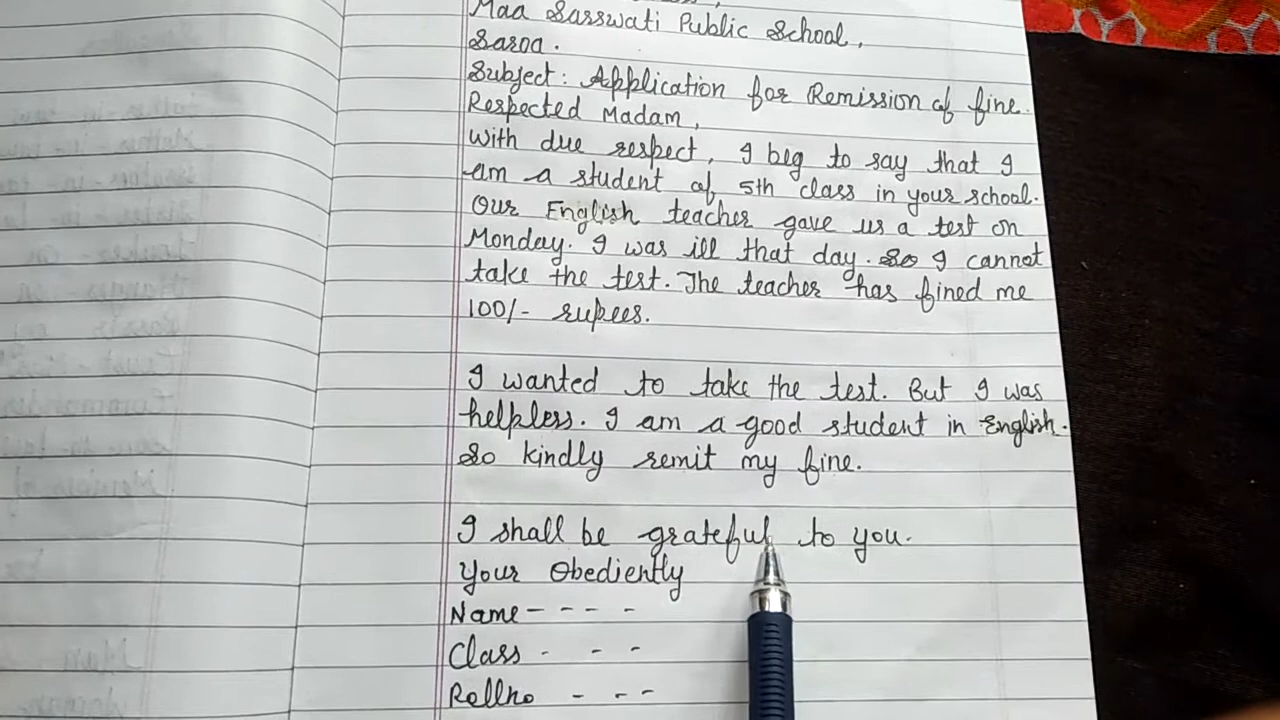 Maa Sasswati Public School,
Saroa.
Subject: Application for Remission of fine.
Respected Madam,
With due respect, I beg to say that I
am a student of 5th class in your school.
Our English teacher gave us a test on
Monday. I was ill that day. So I cannot
take the test. The teacher has fined me
100/- rupees.
I wanted to take the test. But I was
helpless. I am a good student in English.
So kindly remit my fine.
I shall be grateful to you.
Your Obediently
Name - - - -
Class - - -
Rollno - - -